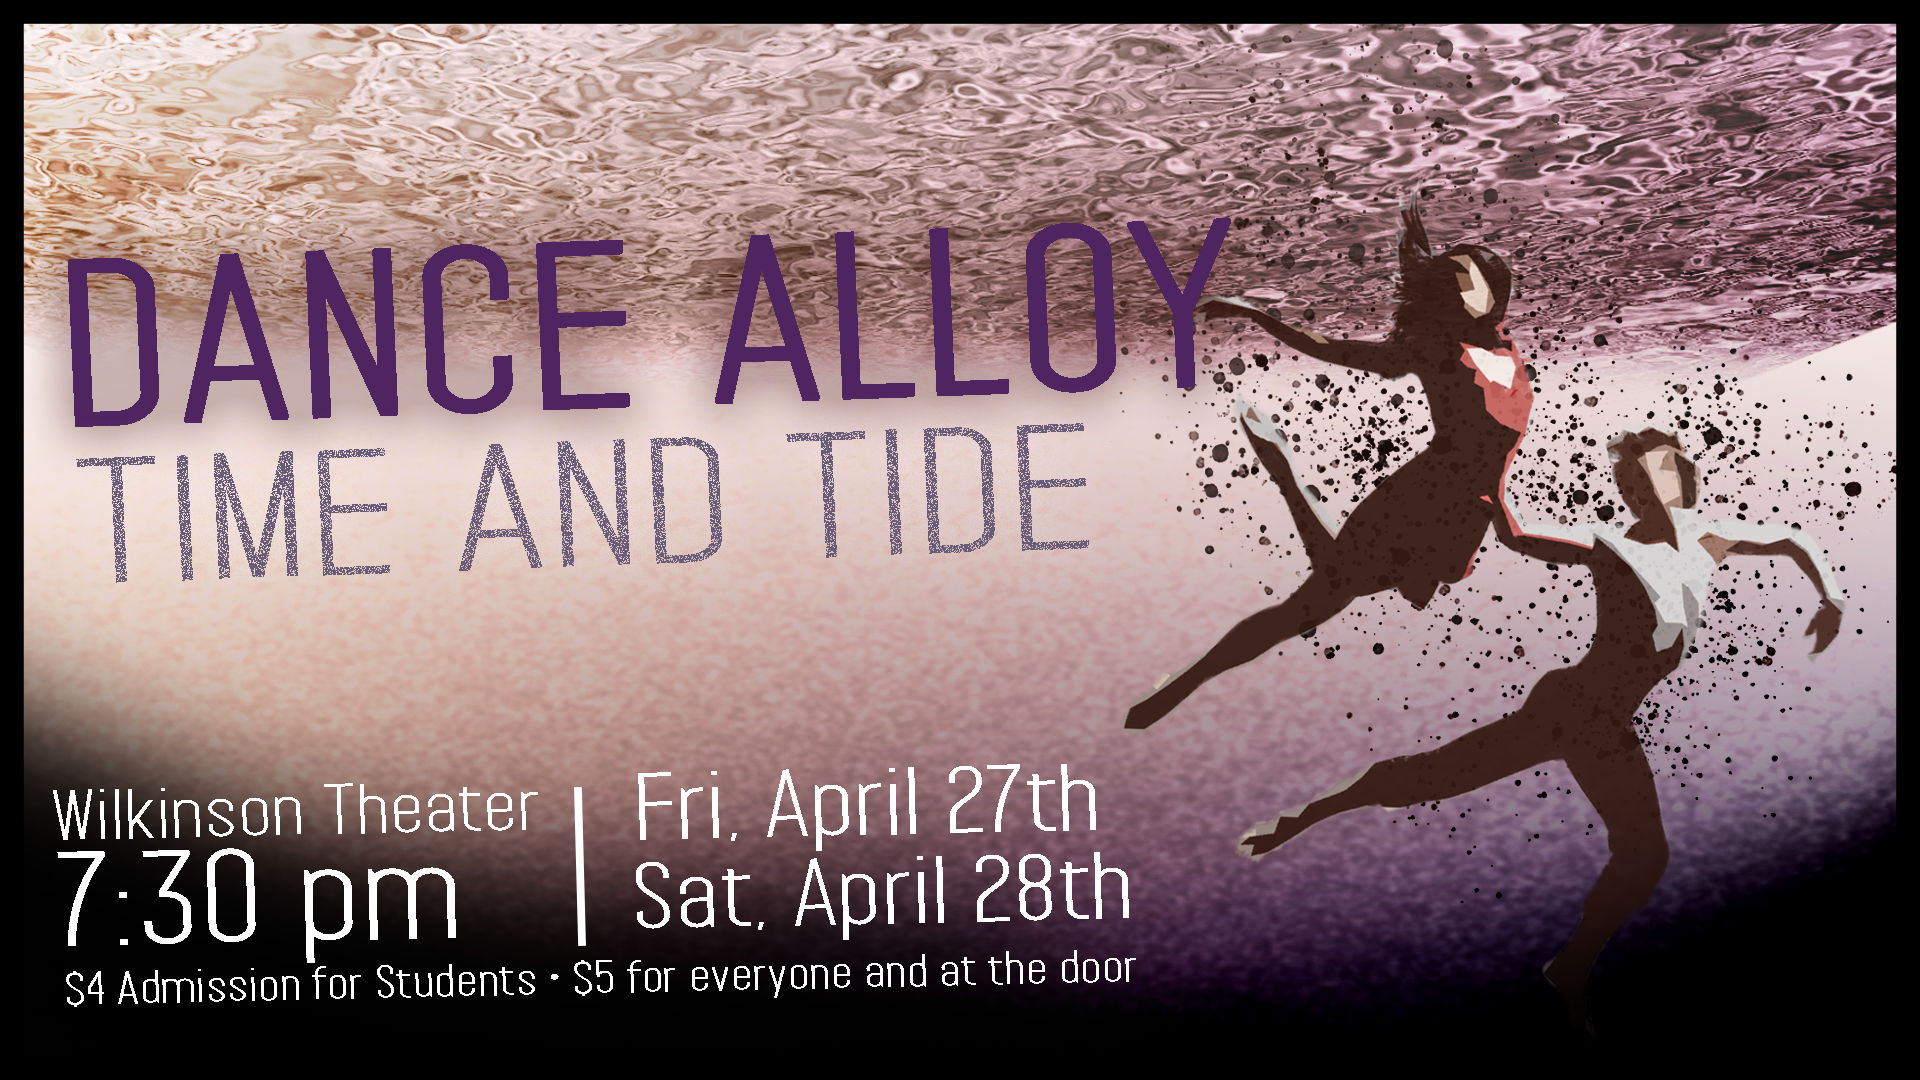 DANCE ALLOY
TIME AND TIDE
Wilkinson Theater
7:30 pm
Fri, April 27th
Sat, April 28th
$4 Admission for Students • $5 for everyone and at the door